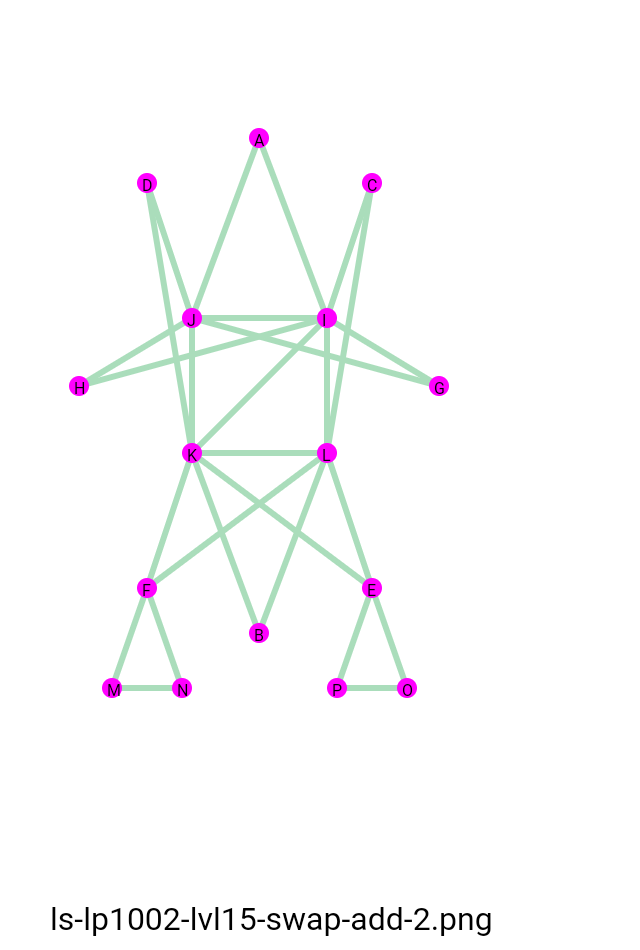 A
D C
J I
H G
K L
F E
B
M N P O
ls-lp1002-lvl15-swap-add-2.png